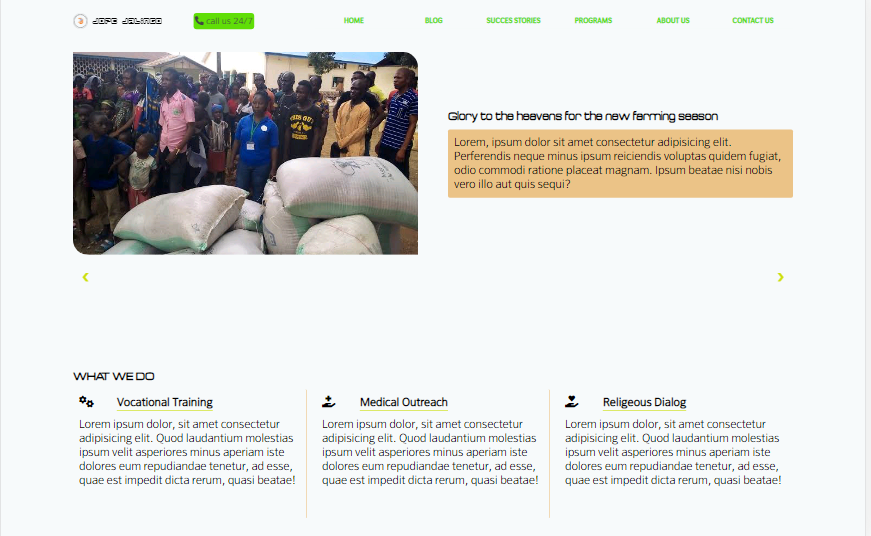 JDPC Jalingo
call us 24/7
HOME
BLOG
SUCCES STORIES
PROGRAMS
ABOUT US
CONTACT US
Glory to the heavens for the new farming season
Lorem, ipsum dolor sit amet consectetur adipisicing elit.
Perferendis neque minus ipsum reiciendis voluptas quidem fugiat,
odio commodi ratione placeat magnam. Ipsum beatae nisi nobis
vero illo aut quis sequi?
WHAT WE DO
Vocational Training
Lorem ipsum dolor, sit amet consectetur
adipisicing elit. Quod laudantium molestias
ipsum velit asperiores minus aperiam iste
dolores eum repudiandae tenetur, ad esse,
quae est impedit dicta rerum, quasi beatae!
Medical Outreach
Lorem ipsum dolor, sit amet consectetur
adipisicing elit. Quod laudantium molestias
ipsum velit asperiores minus aperiam iste
dolores eum repudiandae tenetur, ad esse,
quae est impedit dicta rerum, quasi beatae!
Religeous Dialog
Lorem ipsum dolor, sit amet consectetur
adipisicing elit. Quod laudantium molestias
ipsum velit asperiores minus aperiam iste
dolores eum repudiandae tenetur, ad esse,
quae est impedit dicta rerum, quasi beatae!